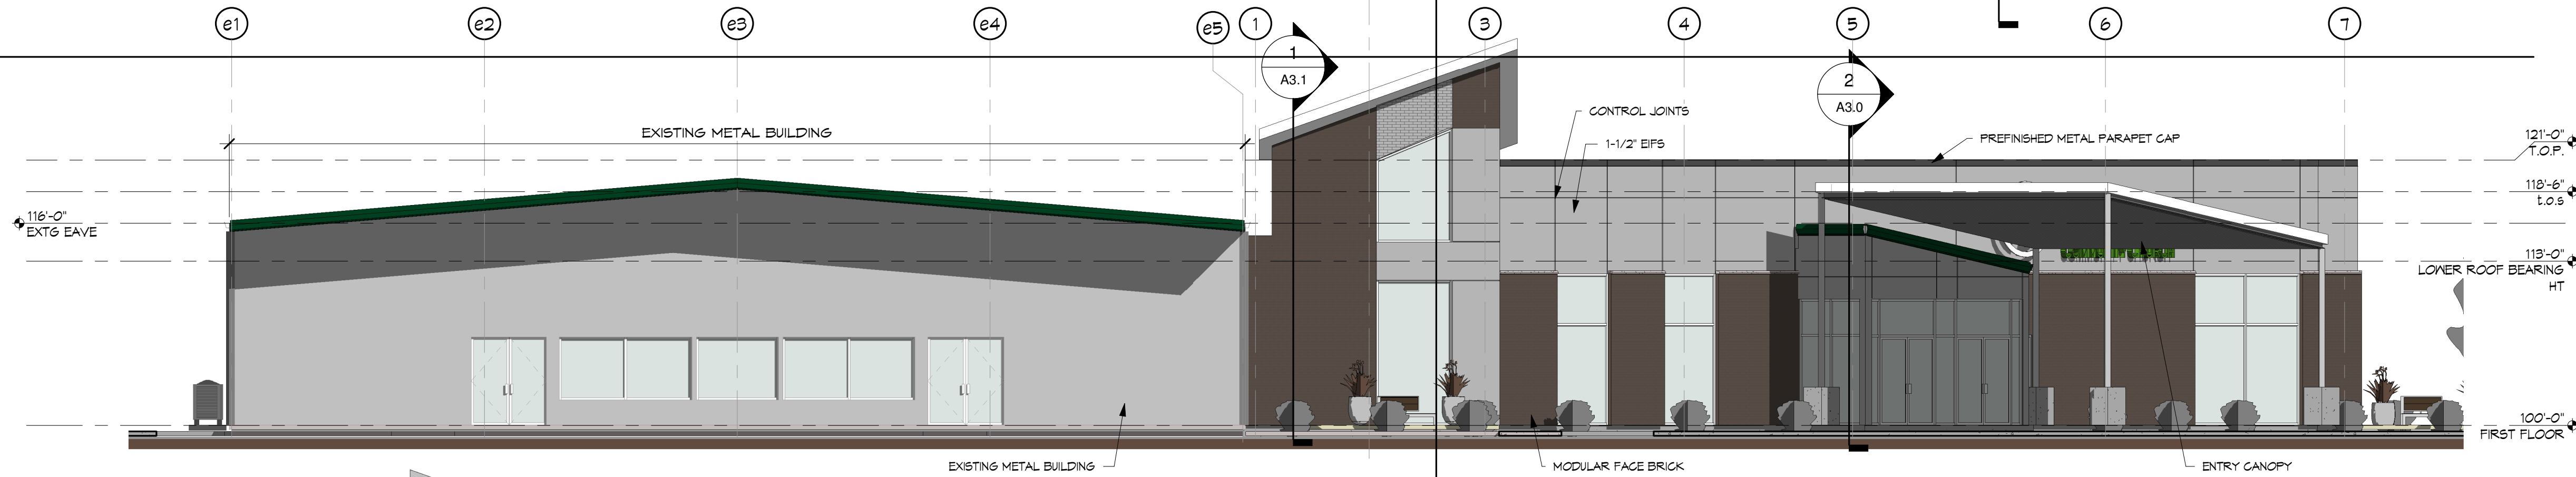 e1
e2
e3
e4
e5
1
3
4
5
6
7
1
A3.1
2
A3.0
CONTROL JOINTS
EXISTING METAL BUILDING
1-1/2" EIFS
PREFINISHED METAL PARAPET CAP
121'-0"
T.O.P.
118'-6"
t.o.s
116'-0"
EXTG EAVE
113'-0"
LOWER ROOF BEARING
HT
100'-0"
FIRST FLOOR
EXISTING METAL BUILDING
MODULAR FACE BRICK
ENTRY CANOPY